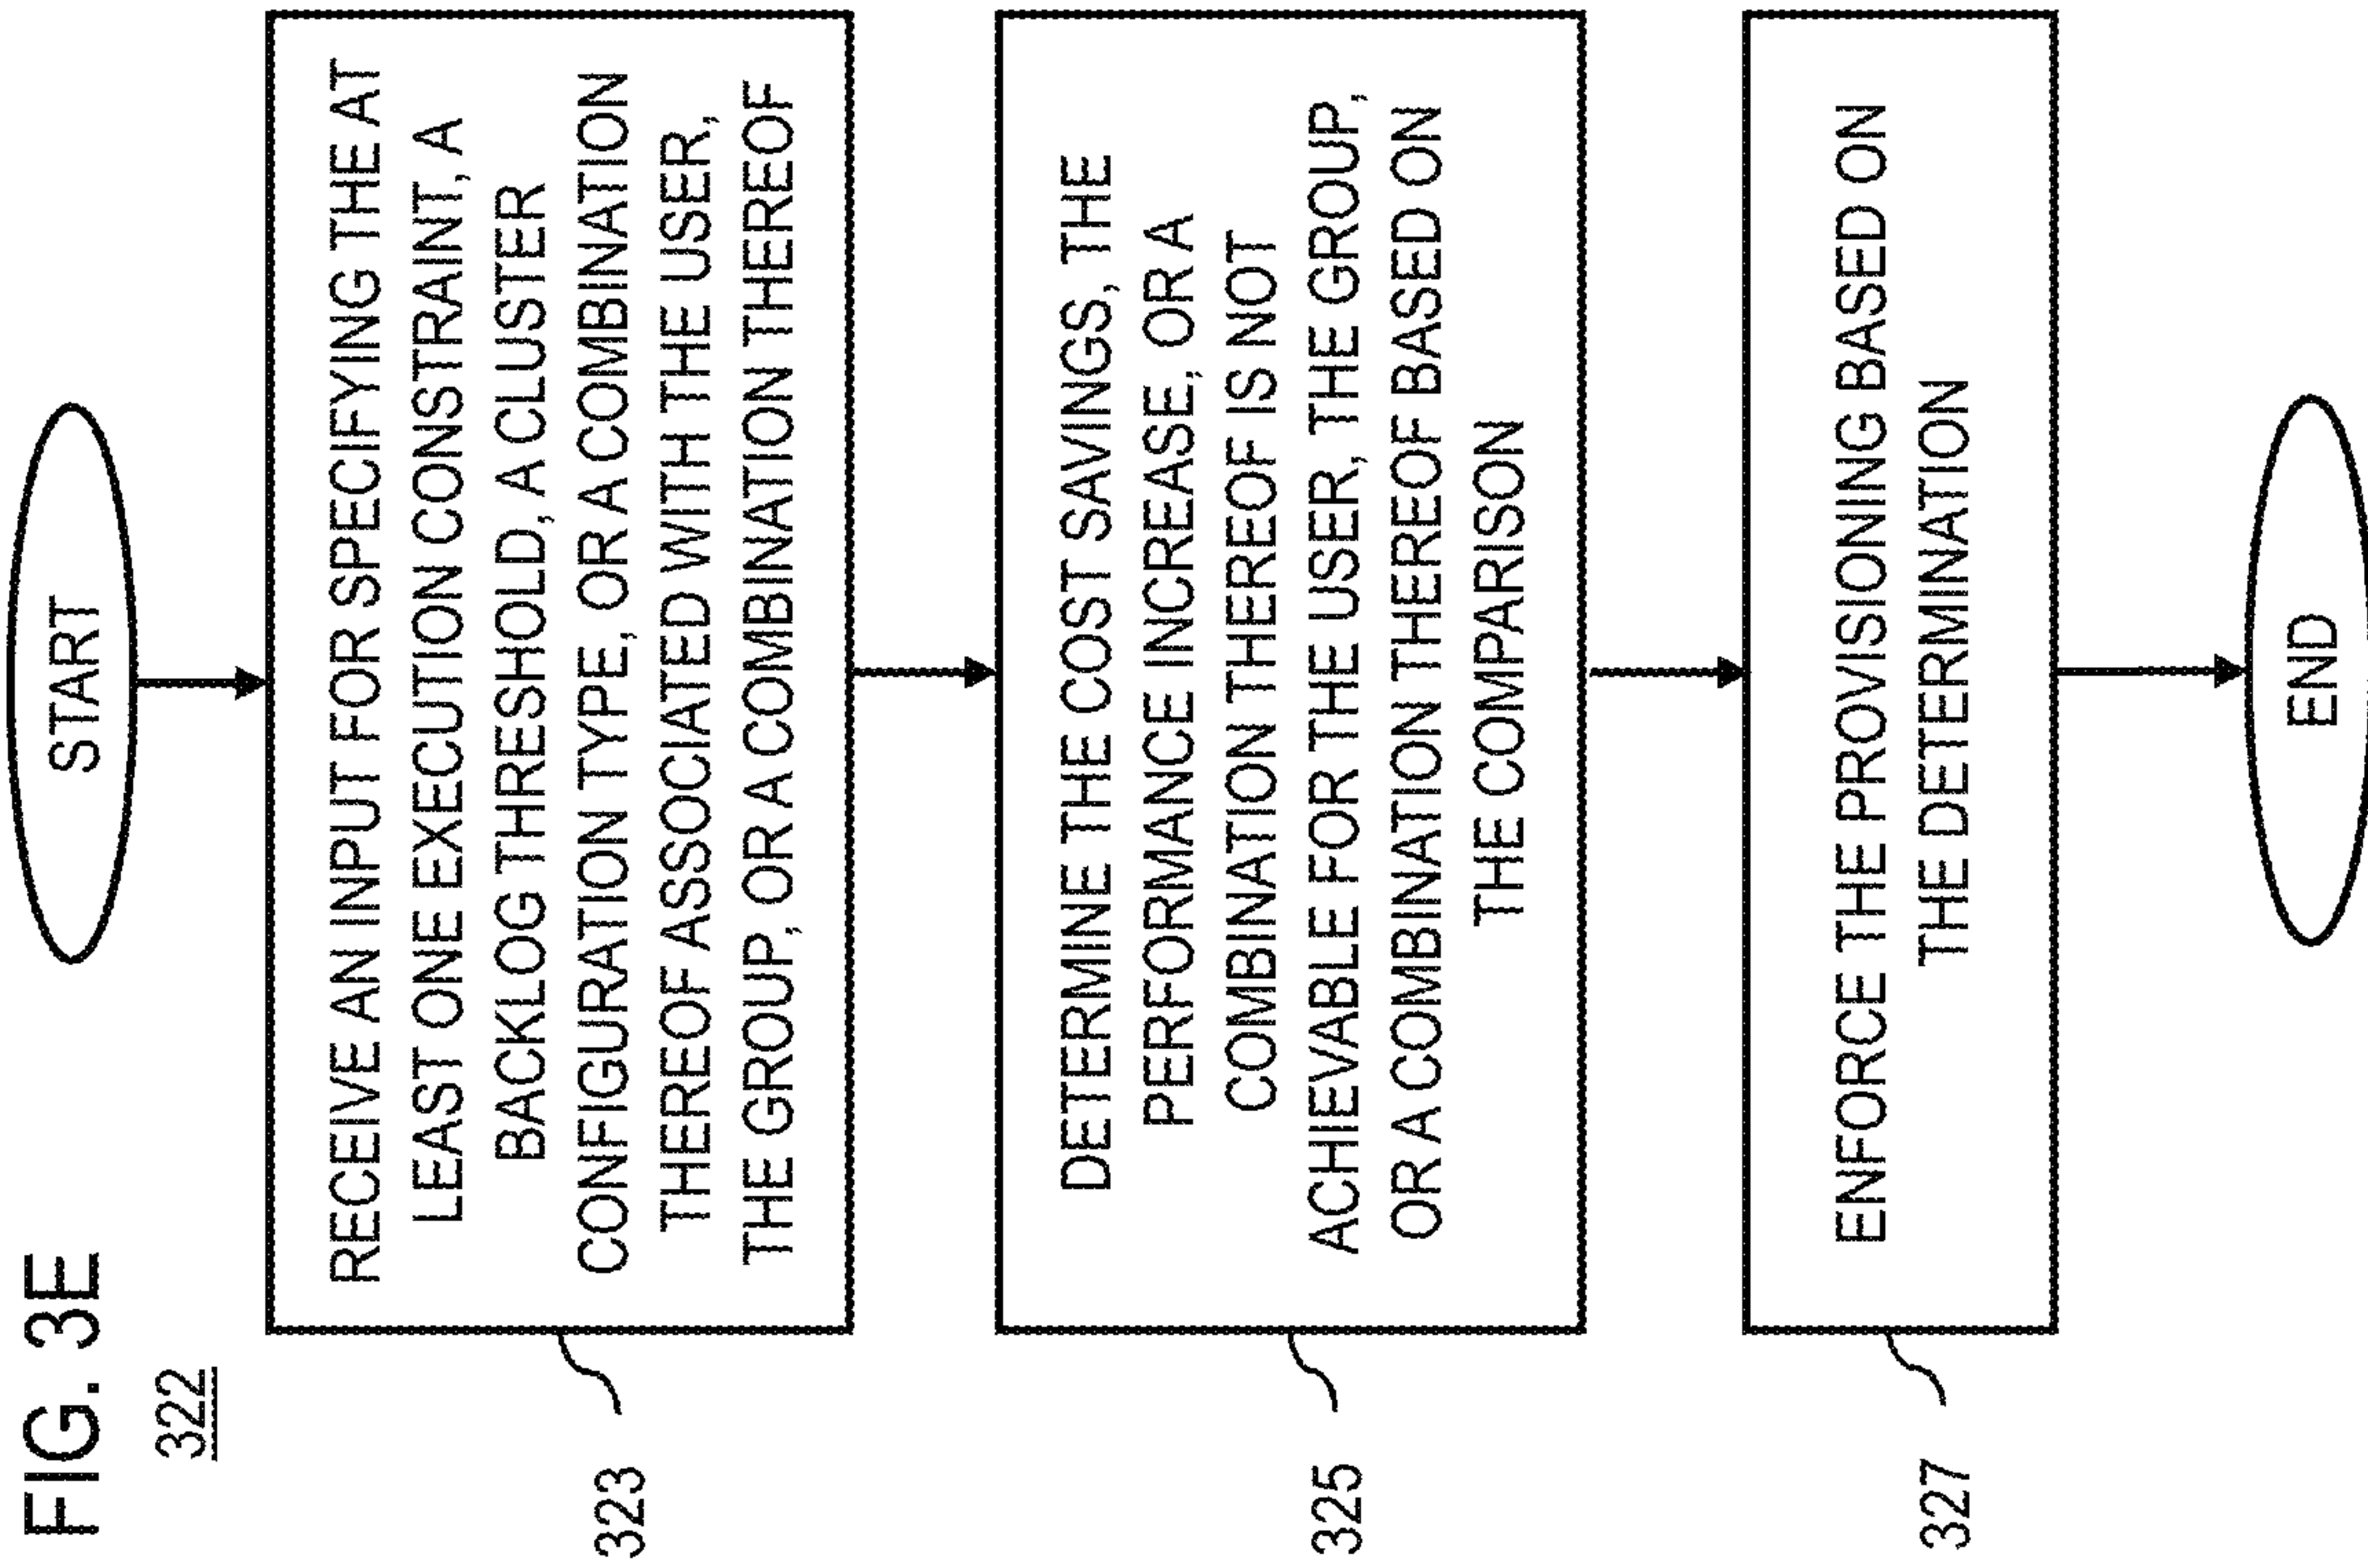 FIG. 3E
322
START
RECEIVE AN INPUT FOR SPECIFYING THE AT
LEAST ONE EXECUTION CONSTRAINT, A
BACKLOG THRESHOLD, A CLUSTER
CONFIGURATION TYPE, OR A COMBINATION
THEREOF ASSOCIATED WITH THE USER,
THE GROUP, OR A COMBINATION THEREOF
323
DETERMINE THE COST SAVINGS, THE
PERFORMANCE INCREASE, OR A
COMBINATION THEREOF IS NOT
ACHIEVABLE FOR THE USER, THE GROUP,
OR A COMBINATION THEREOF BASED ON
THE COMPARISON
325
ENFORCE THE PROVISIONING BASED ON
THE DETERMINATION
327
END